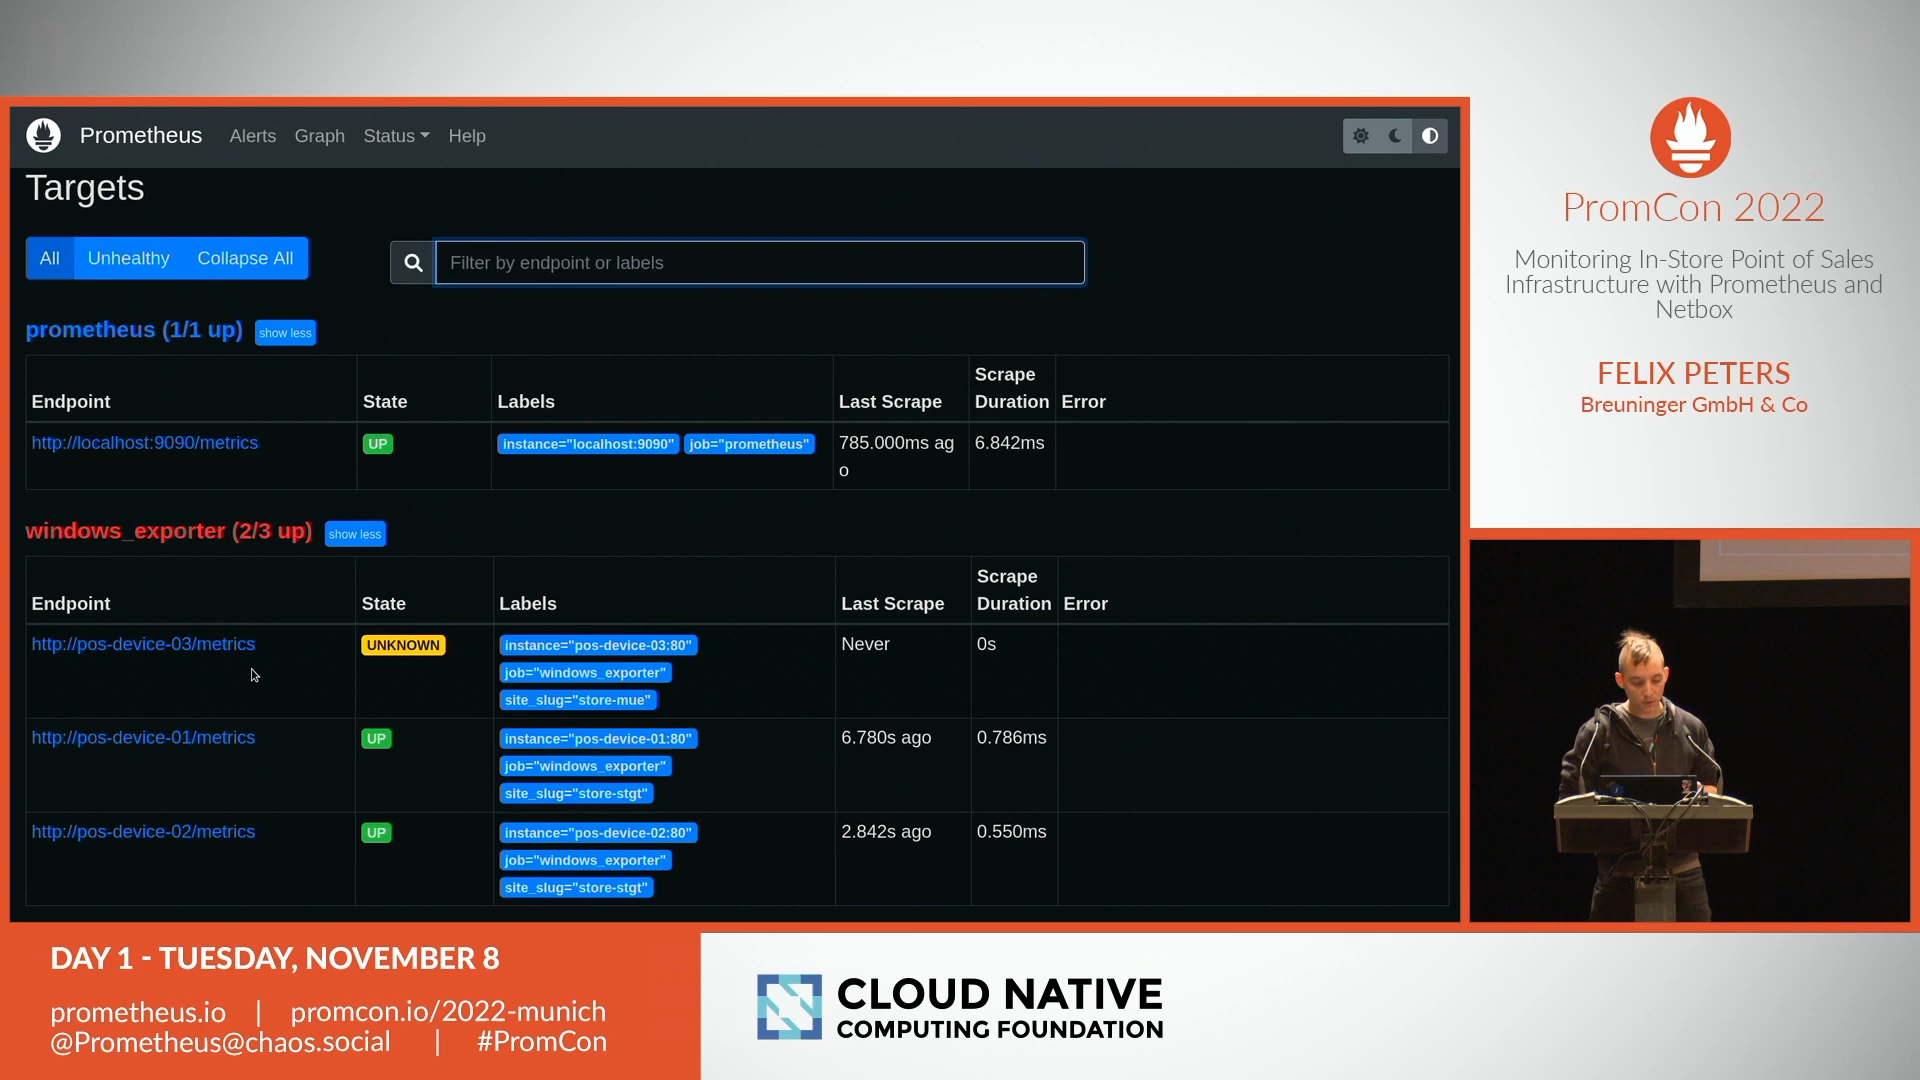 Prometheus Alerts Graph Status Help
Targets
All Unhealthy Collapse All
Filter by endpoint or labels
prometheus (1/1 up) show less
Endpoint State Labels Last Scrape Scrape Duration Error
http://localhost:9090/metrics UP instance="localhost:9090" job="prometheus" 785.000ms ago 6.842ms
windows_exporter (2/3 up) show less
Endpoint State Labels Last Scrape Scrape Duration Error
http://pos-device-03/metrics UNKNOWN instance="pos-device-03:80" Never 0s
job="windows_exporter"
site_slug="store-mue"
http://pos-device-01/metrics UP instance="pos-device-01:80" 6.780s ago 0.786ms
job="windows_exporter"
site_slug="store-stgt"
http://pos-device-02/metrics UP instance="pos-device-02:80" 2.842s ago 0.550ms
job="windows_exporter"
site_slug="store-stgt"
PromCon 2022
Monitoring In-Store Point of Sales
Infrastructure with Prometheus and
Netbox
FELIX PETERS
Breuninger GmbH & Co
DAY 1 - TUESDAY, NOVEMBER 8
prometheus.io | promcon.io/2022-munich
@Prometheus@chaos.social | #PromCon
CLOUD NATIVE
COMPUTING FOUNDATION